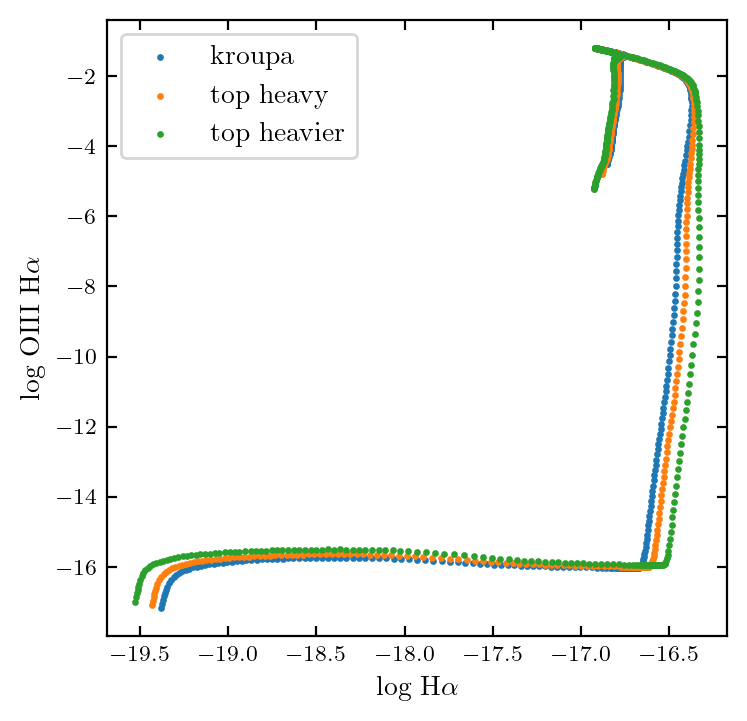 kroupa
top heavy
top heavier
−2
−4
−6
−8
−10
−12
−14
−16
log OIII Hα
−19.5 −19.0 −18.5 −18.0 −17.5 −17.0 −16.5
log Hα